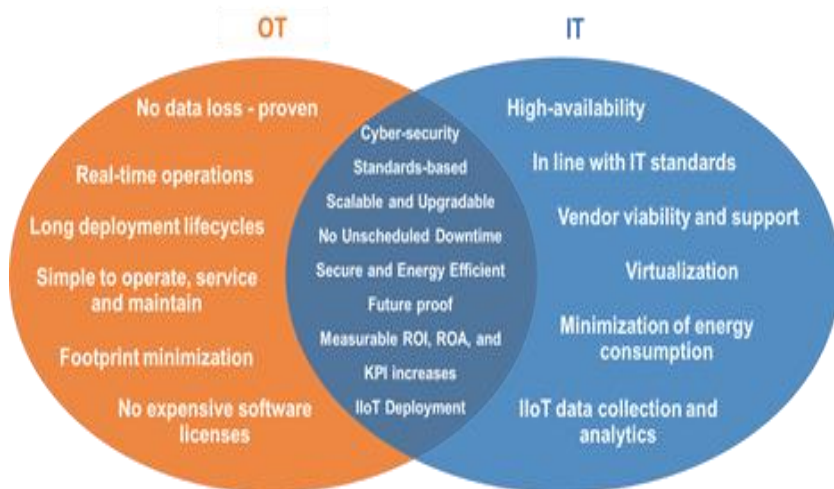 OT
IT
No data loss - proven
Real-time operations
Long deployment lifecycles
Simple to operate, service
and maintain
Footprint minimization
No expensive software
licenses
Cyber-security
Standards-based
Scalable and Upgradable
No Unscheduled Downtime
Secure and Energy Efficient
Future proof
Measurable ROI, ROA, and
KPI increases
IIoT Deployment
High-availability
In line with IT standards
Vendor viability and support
Virtualization
Minimization of energy
consumption
IIoT data collection and
analytics